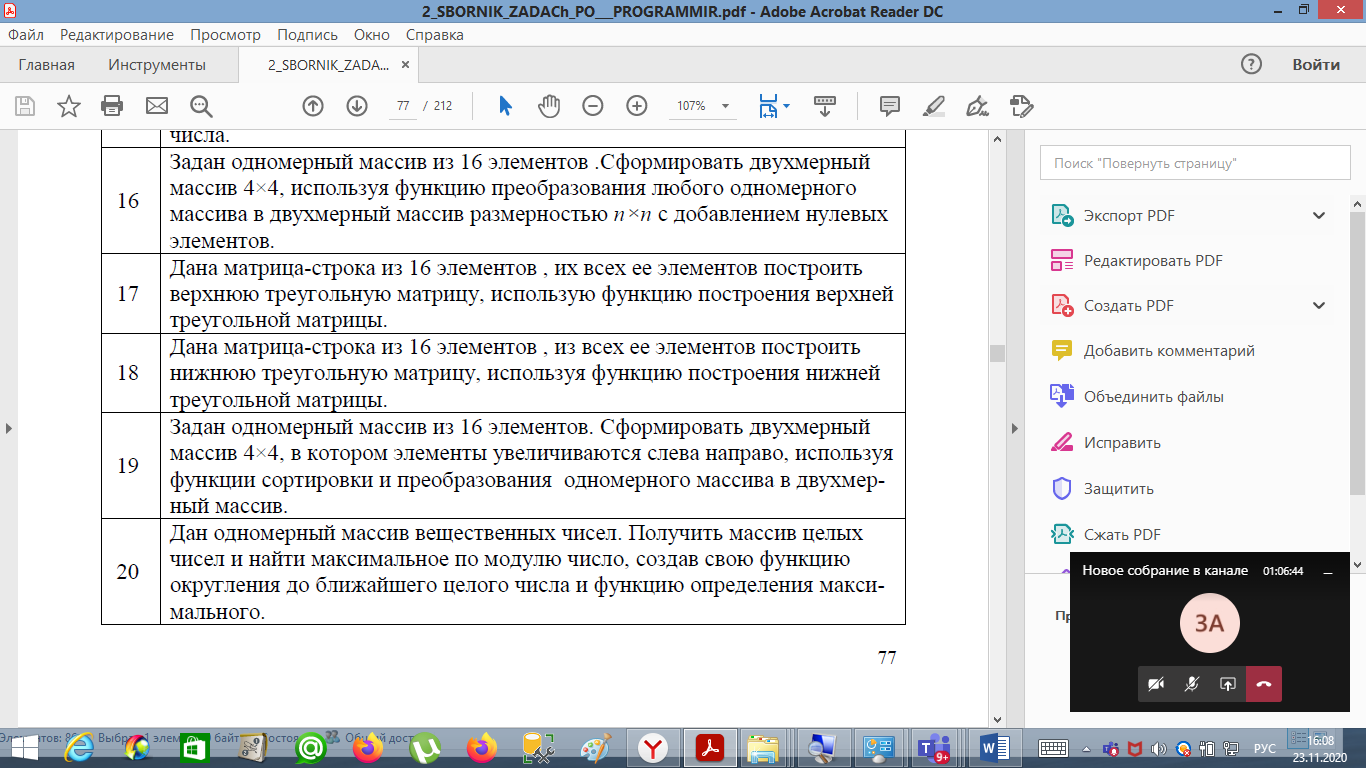 2_SBORNIK_ZADACh_PO___PROGRAMMIR.pdf - Adobe Acrobat Reader DC
Файл Редактирование Просмотр Подпись Окно Справка
Главная Инструменты 2_SBORNIK_ZADA... × Войти
77 / 212 107%
числа.
16
Задан одномерный массив из 16 элементов .Сформировать двухмерный
массив 4×4, используя функцию преобразования любого одномерного
массива в двухмерный массив размерностью n×n с добавлением нулевых
элементов.
17
Дана матрица-строка из 16 элементов , их всех ее элементов построить
верхнюю треугольную матрицу, использую функцию построения верхней
треугольной матрицы.
18
Дана матрица-строка из 16 элементов , из всех ее элементов построить
нижнюю треугольную матрицу, используя функцию построения нижней
треугольной матрицы.
19
Задан одномерный массив из 16 элементов. Сформировать двухмерный
массив 4×4, в котором элементы увеличиваются слева направо, используя
функции сортировки и преобразования одномерного массива в двухмер-
ный массив.
20
Дан одномерный массив вещественных чисел. Получить массив целых
чисел и найти максимальное по модулю число, создав свою функцию
округления до ближайшего целого числа и функцию определения макси-
мального.
77
Поиск "Повернуть страницу"
Экспорт PDF
Редактировать PDF
Создать PDF
Добавить комментарий
Объединить файлы
Исправить
Защитить
Сжать PDF
Новое собрание в канале 01:06:44
ЗА
9+
РУС
16:08
23.11.2020